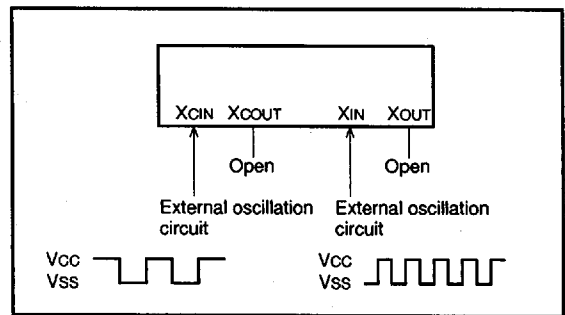 XCIN XCOUT XIN XOUT
Open Open
External oscillation circuit External oscillation circuit
VCC VCC
VSS VSS